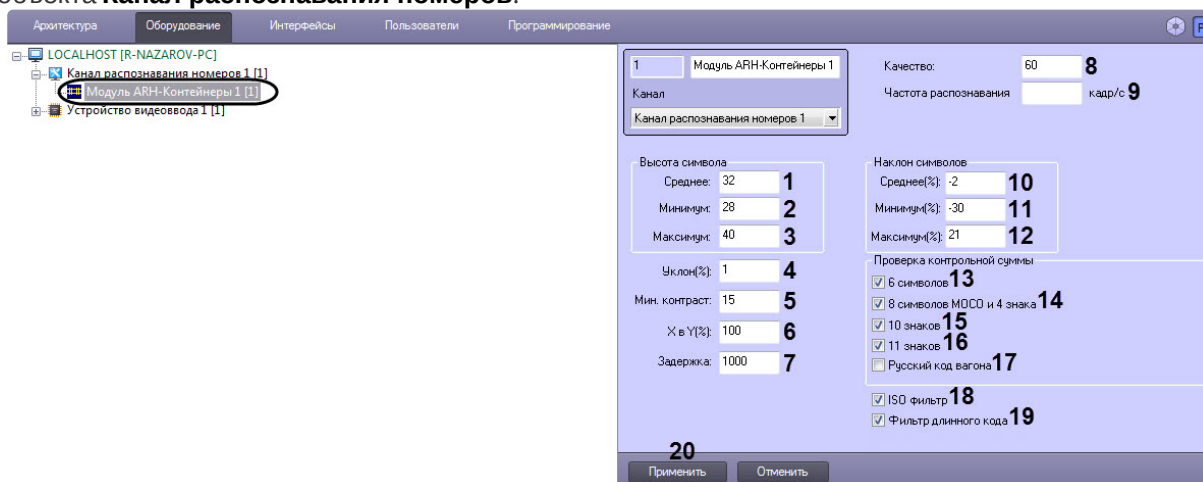 объекта Канал распознавания номеров.
Архитектура Оборудование Интерфейсы Пользователи Программирование
LOCALHOST [R-NAZAROV-PC]
Канал распознавания номеров 1 [1]
Модуль ARH-Контейнеры 1 [1]
Устройство видеоввода 1 [1]
1 Модуль ARH-Контейнеры 1
Канал
Канал распознавания номеров 1
Качество: 60 8
Частота распознавания кадр/с 9
Высота символа
Среднее: 32 1
Минимум: 28 2
Максимум: 40 3
Уклон(%): 1 4
Мин. контраст: 15 5
X в Y(%): 100 6
Задержка: 1000 7
Наклон символов
Среднее(%): -2 10
Минимум(%): -30 11
Максимум(%): 21 12
Проверка контрольной суммы
6 символов 13
8 символов МОСО и 4 знака 14
10 знаков 15
11 знаков 16
Русский код вагона 17
ISO фильтр 18
Фильтр длинного кода 19
20
Применить Отменить